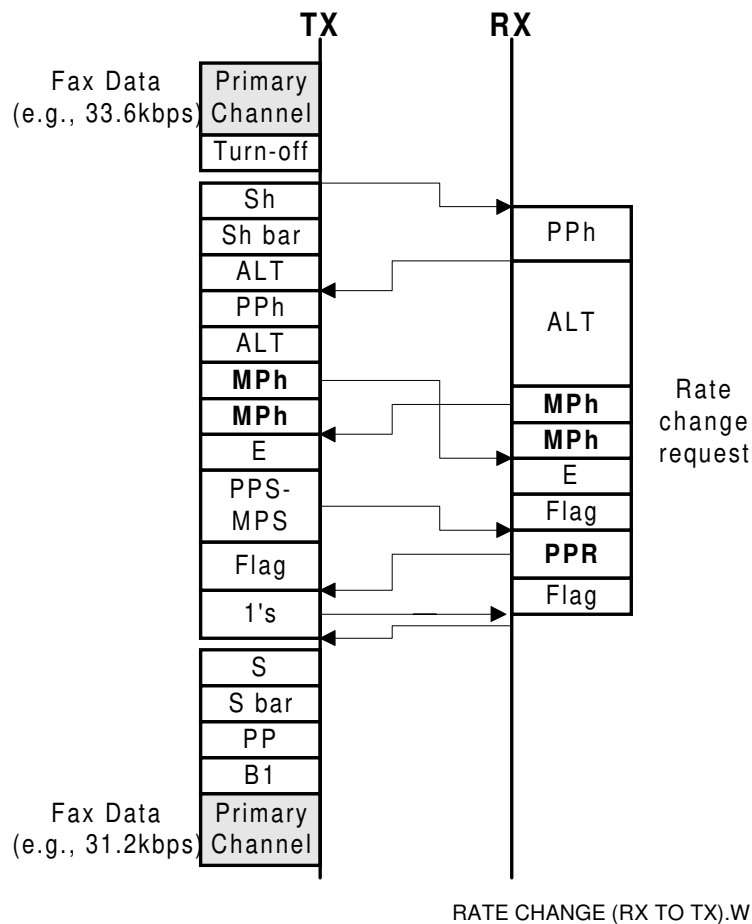 TX
RX
Fax Data
(e.g., 33.6kbps)
Primary
Channel
Turn-off
Sh
Sh bar
ALT
PPh
ALT
MPh
MPh
E
PPS-
MPS
Flag
1's
S
S bar
PP
B1
Fax Data
(e.g., 31.2kbps)
Primary
Channel
PPh
ALT
MPh
MPh
E
Flag
PPR
Flag
Rate
change
request
RATE CHANGE (RX TO TX).W